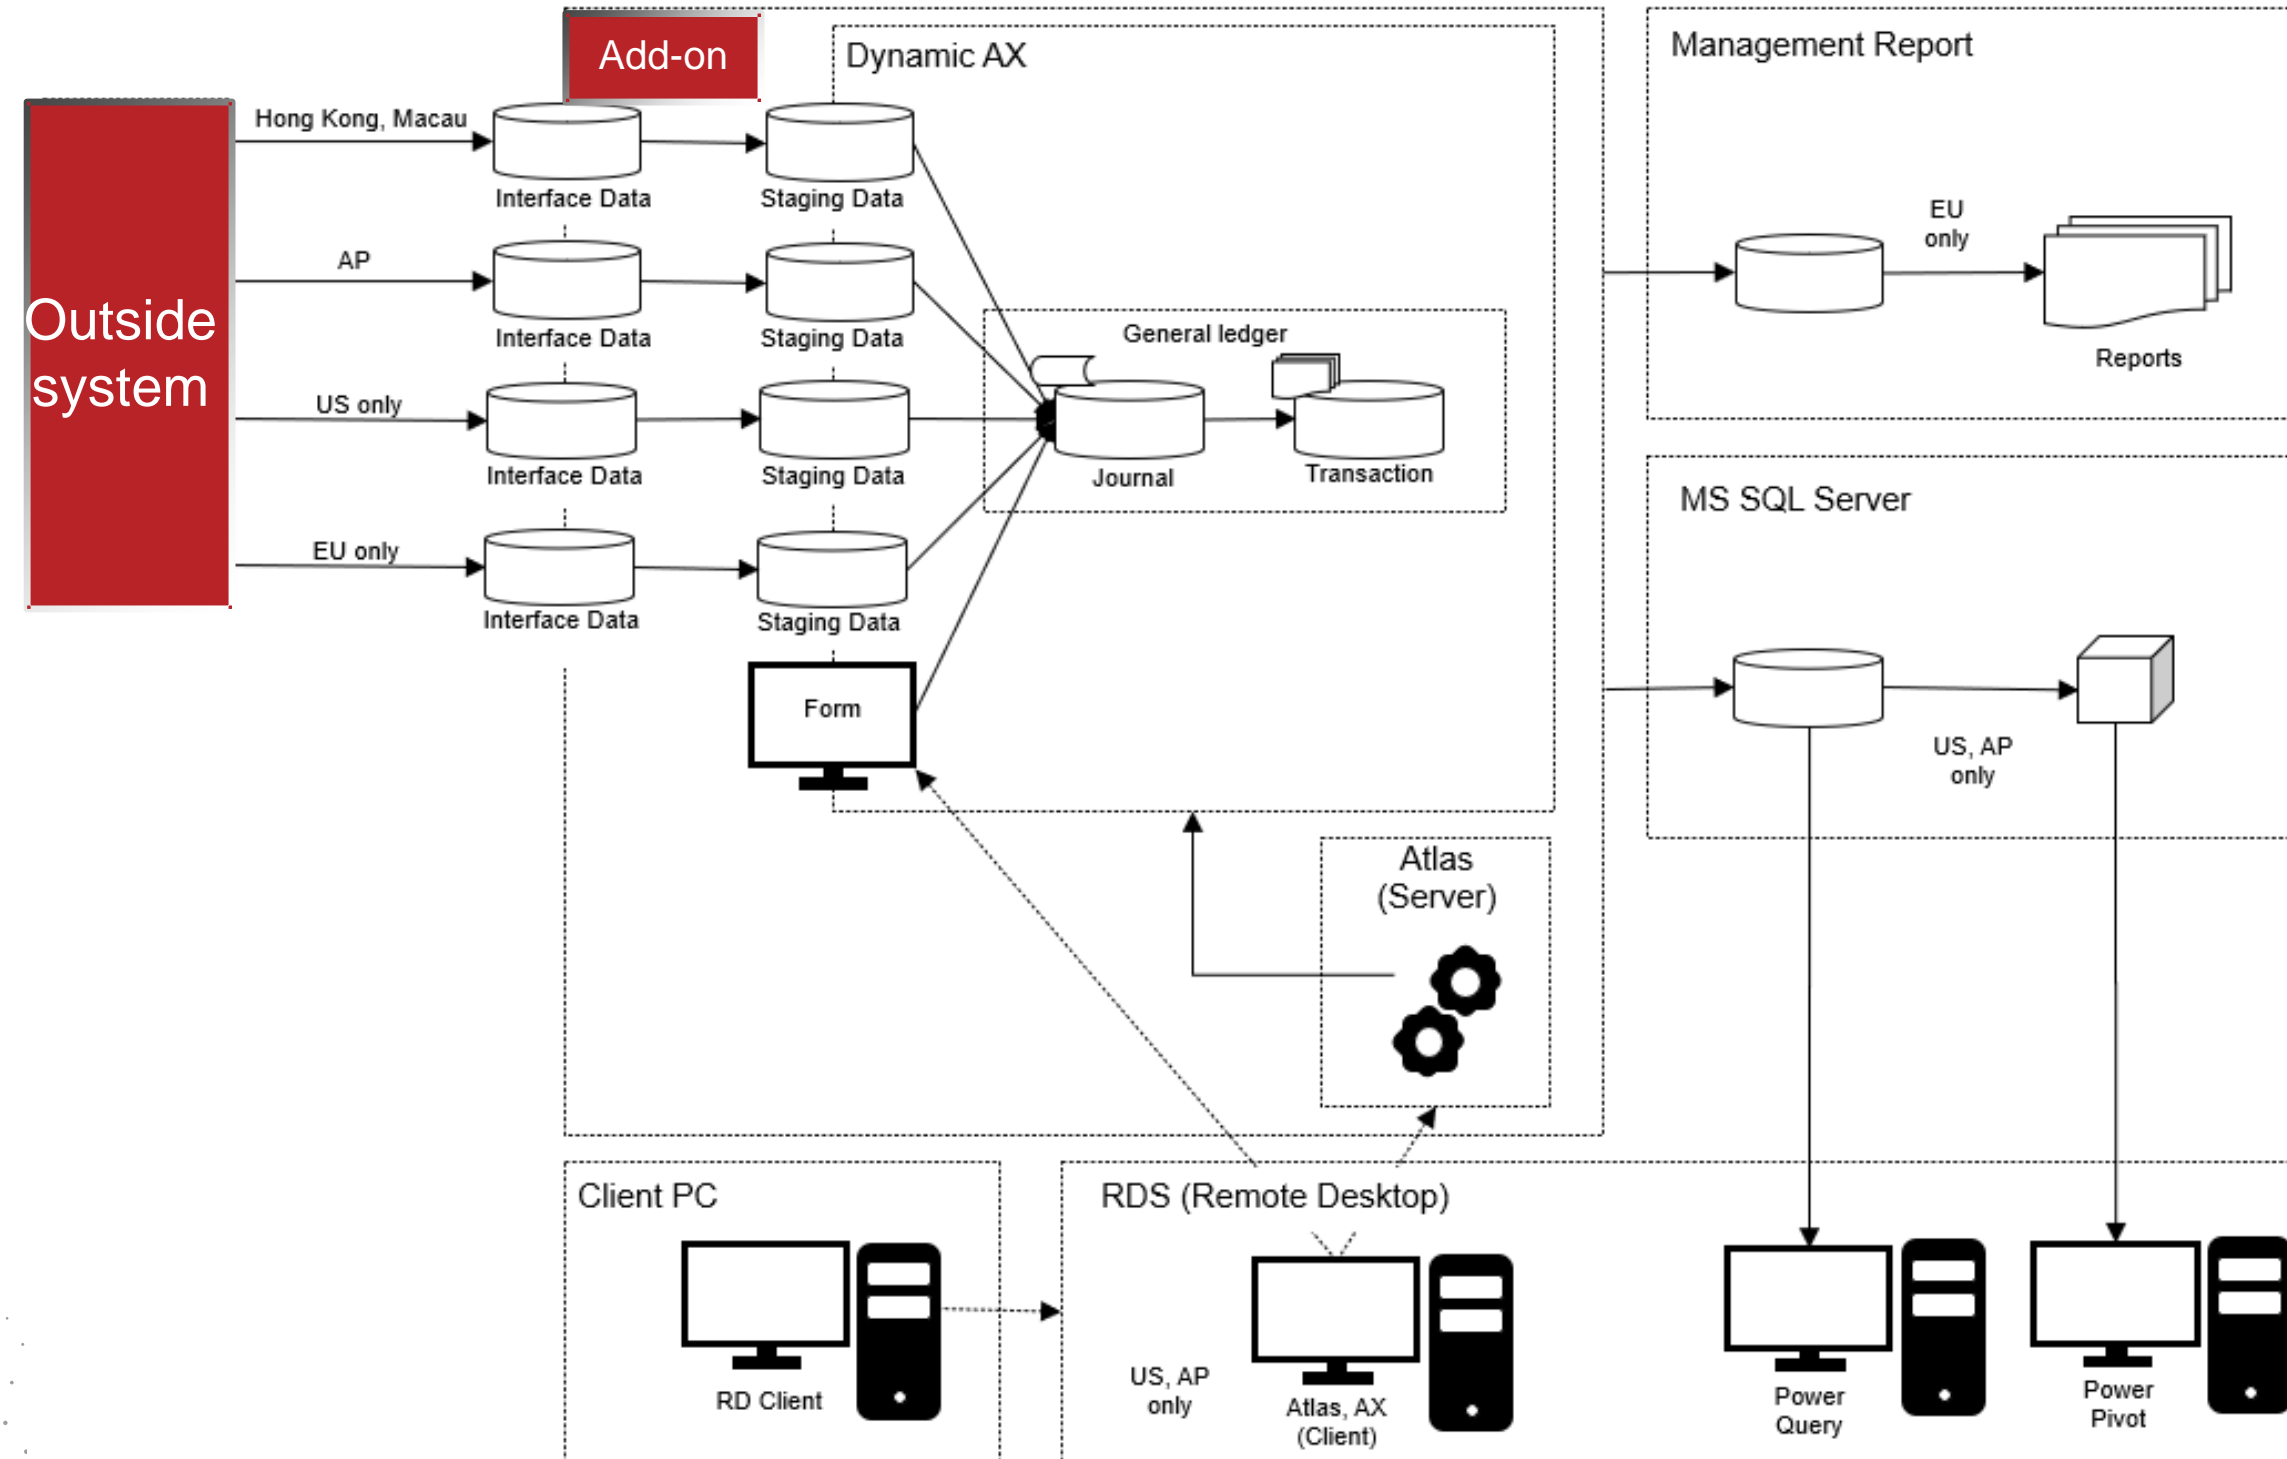 Add-on
Dynamic AX
Management Report
Outside
system
Hong Kong, Macau
Interface Data
Staging Data
AP
Interface Data
Staging Data
US only
Interface Data
Staging Data
EU only
Interface Data
Staging Data
Form
General ledger
Journal
Transaction
EU
only
Reports
MS SQL Server
US, AP
only
Atlas
(Server)
Client PC
RD Client
RDS (Remote Desktop)
US, AP
only
Atlas, AX
(Client)
Power
Query
Power
Pivot